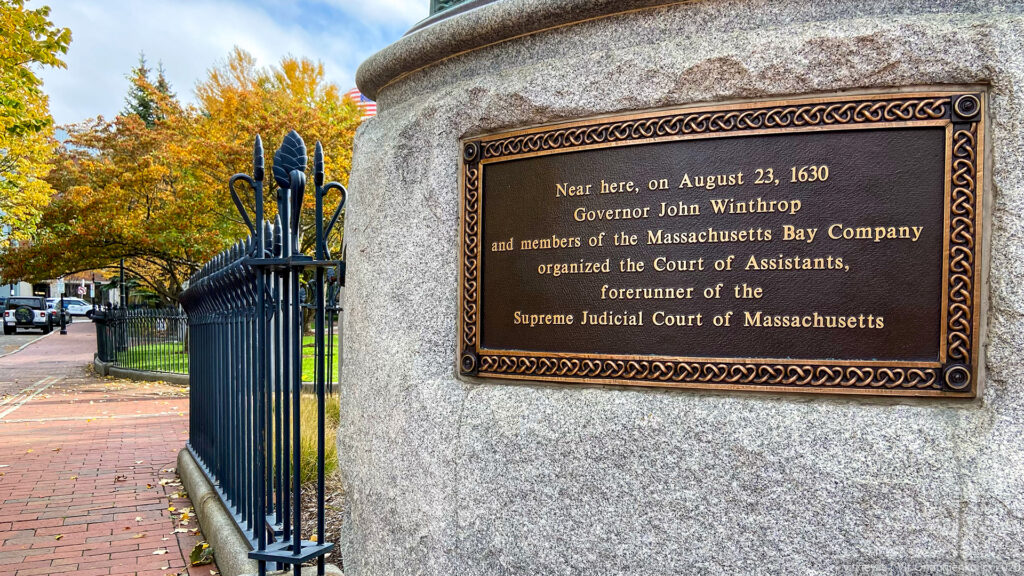 Near here, on August 23, 1630
Governor John Winthrop
and members of the Massachusetts Bay Company
organized the Court of Assistants,
forerunner of the
Supreme Judicial Court of Massachusetts